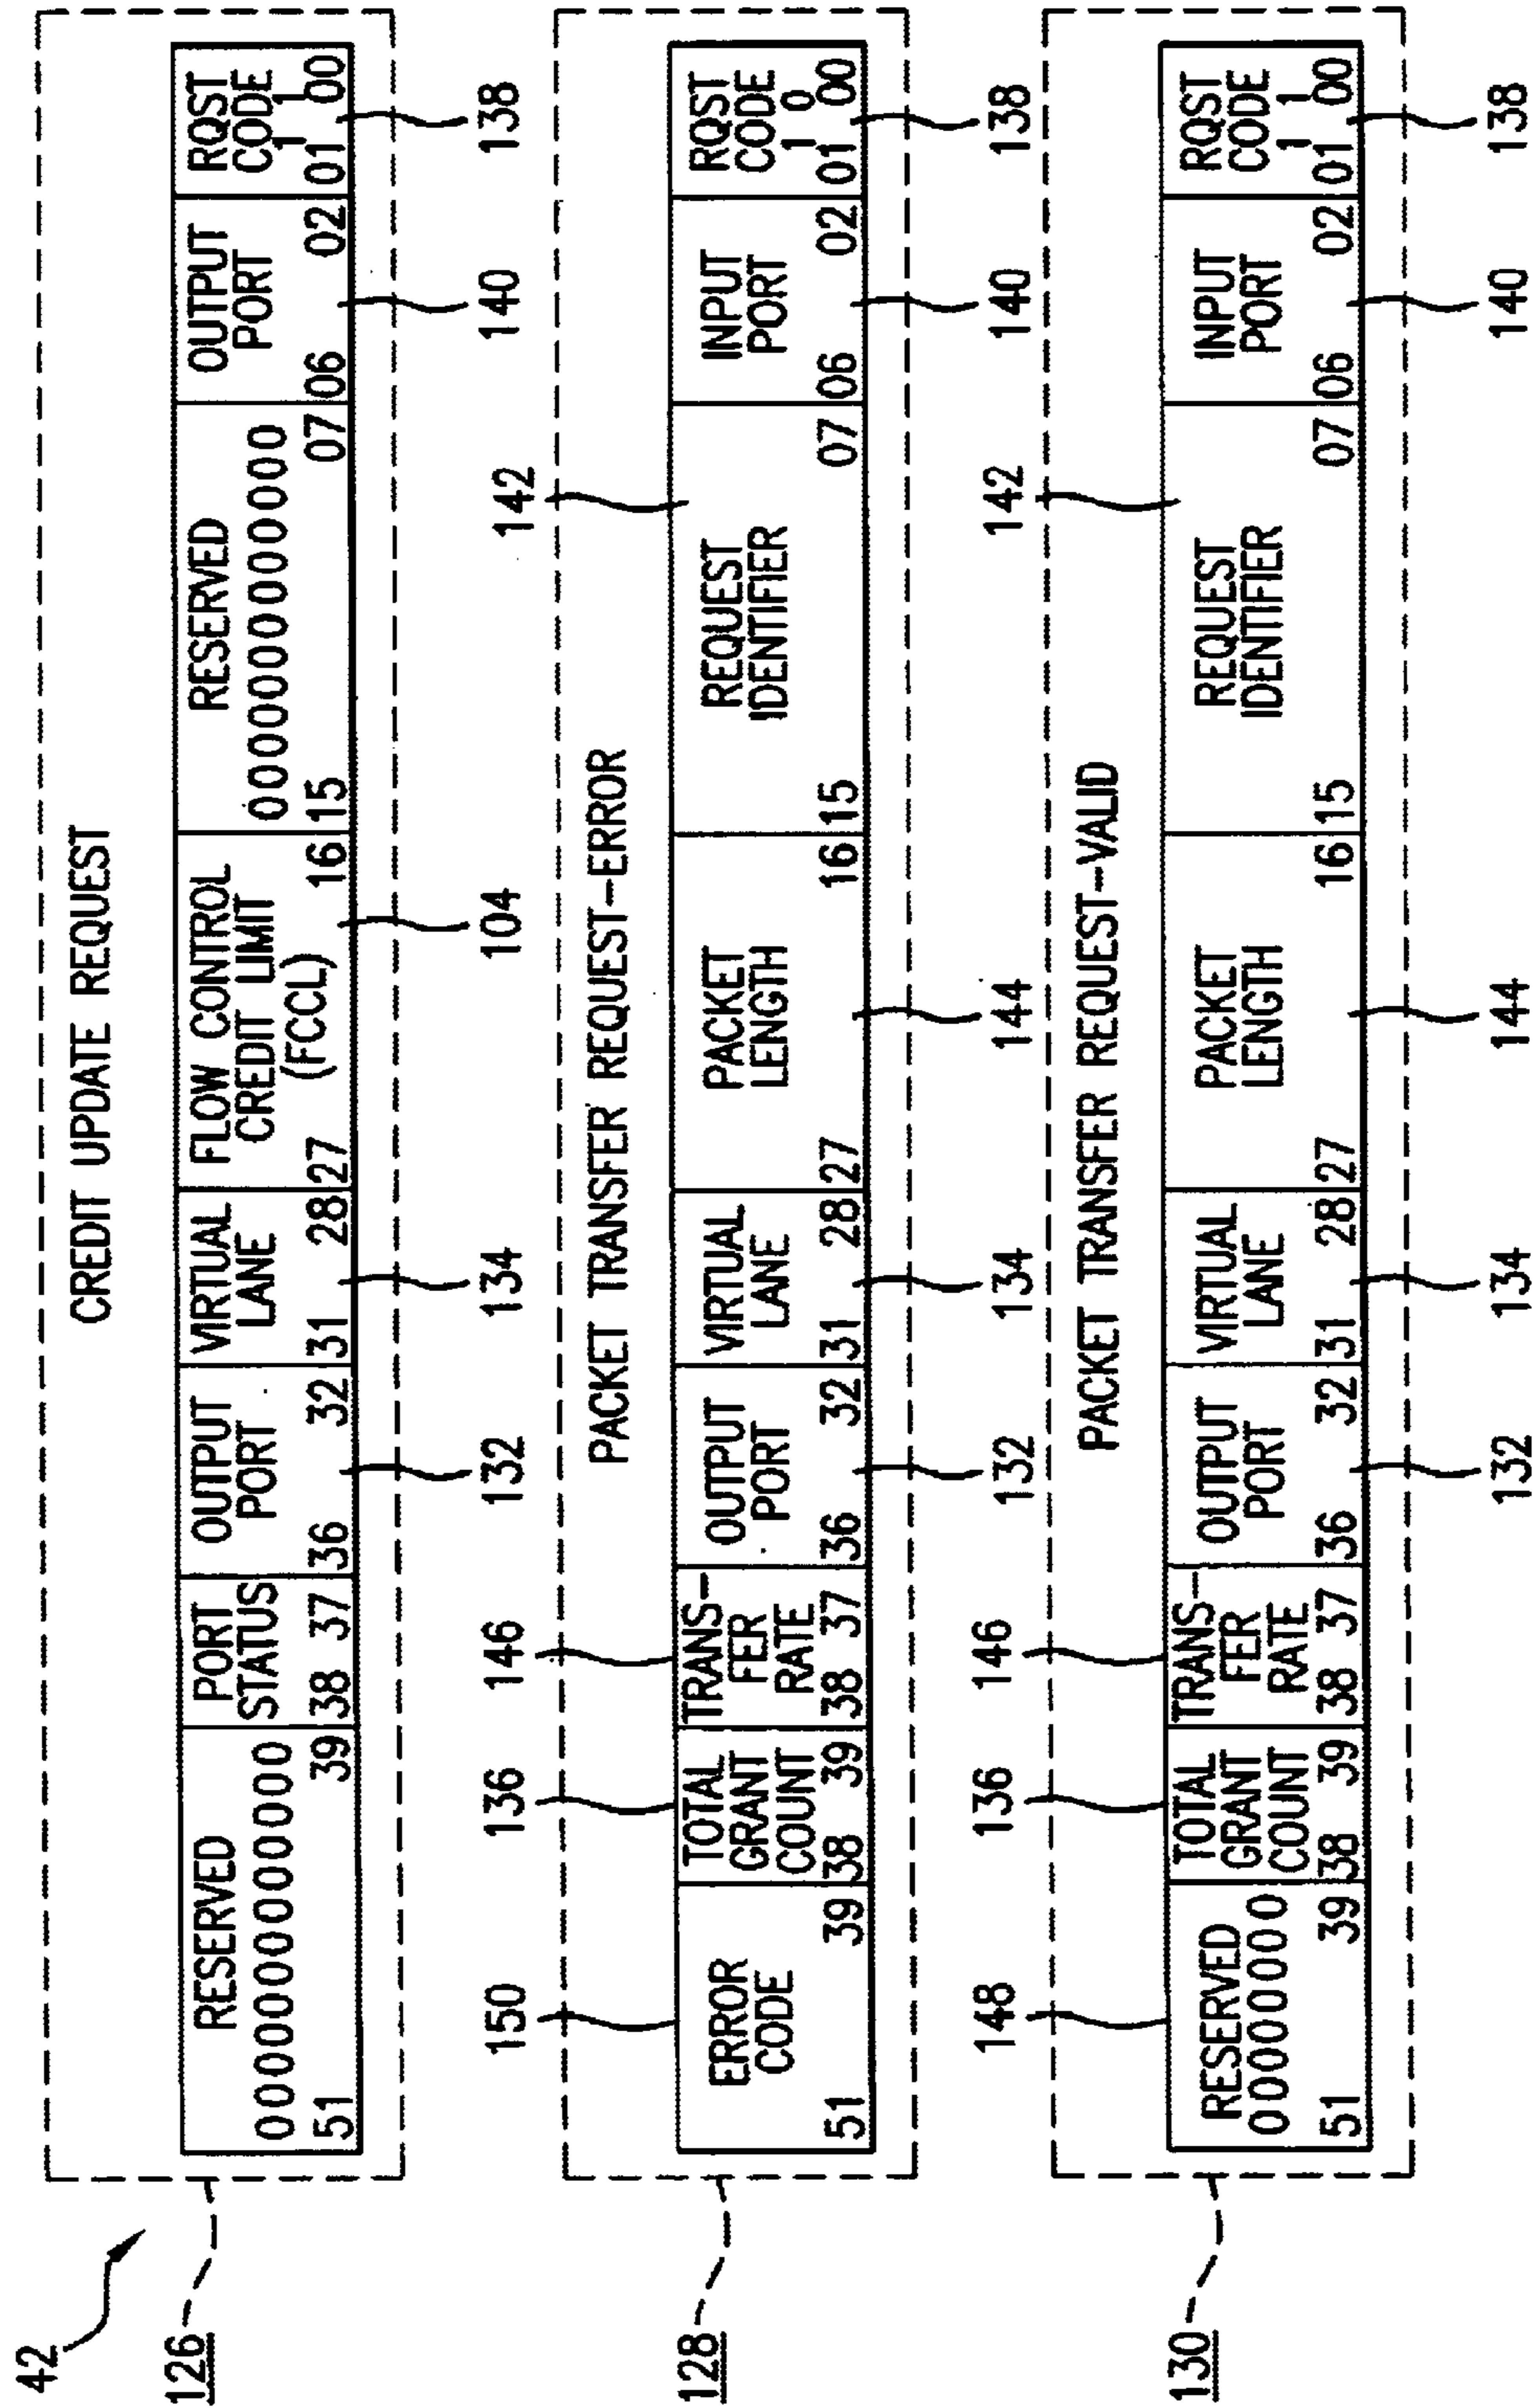 42
126
CREDIT UPDATE REQUEST
RESERVED
0000000000000
51 39
PORT
STATUS
38 37
OUTPUT
PORT
36 32
VIRTUAL
LANE
31 28
FLOW CONTROL
CREDIT LIMIT
(FCCL)
27 16
RESERVED
0000000000000
15 07
OUTPUT
PORT
06 02
RQST
CODE
1 1
01 00
132
134
104
140
138
128
PACKET TRANSFER REQUEST-ERROR
150
136
146
142
ERROR
CODE
51 39
TOTAL
GRANT
COUNT
38 39
TRANS-
FER
RATE
38 37
OUTPUT
PORT
36 32
VIRTUAL
LANE
31 28
PACKET
LENGTH
27 16
REQUEST
IDENTIFIER
15 07
INPUT
PORT
06 02
RQST
CODE
1 0
01 00
132
134
144
140
138
130
PACKET TRANSFER REQUEST-VALID
148
136
146
142
RESERVED
00000000
51 39
TOTAL
GRANT
COUNT
38 39
TRANS-
FER
RATE
38 37
OUTPUT
PORT
36 32
VIRTUAL
LANE
31 28
PACKET
LENGTH
27 16
REQUEST
IDENTIFIER
15 07
INPUT
PORT
06 02
RQST
CODE
1 1
01 00
132
134
144
140
138